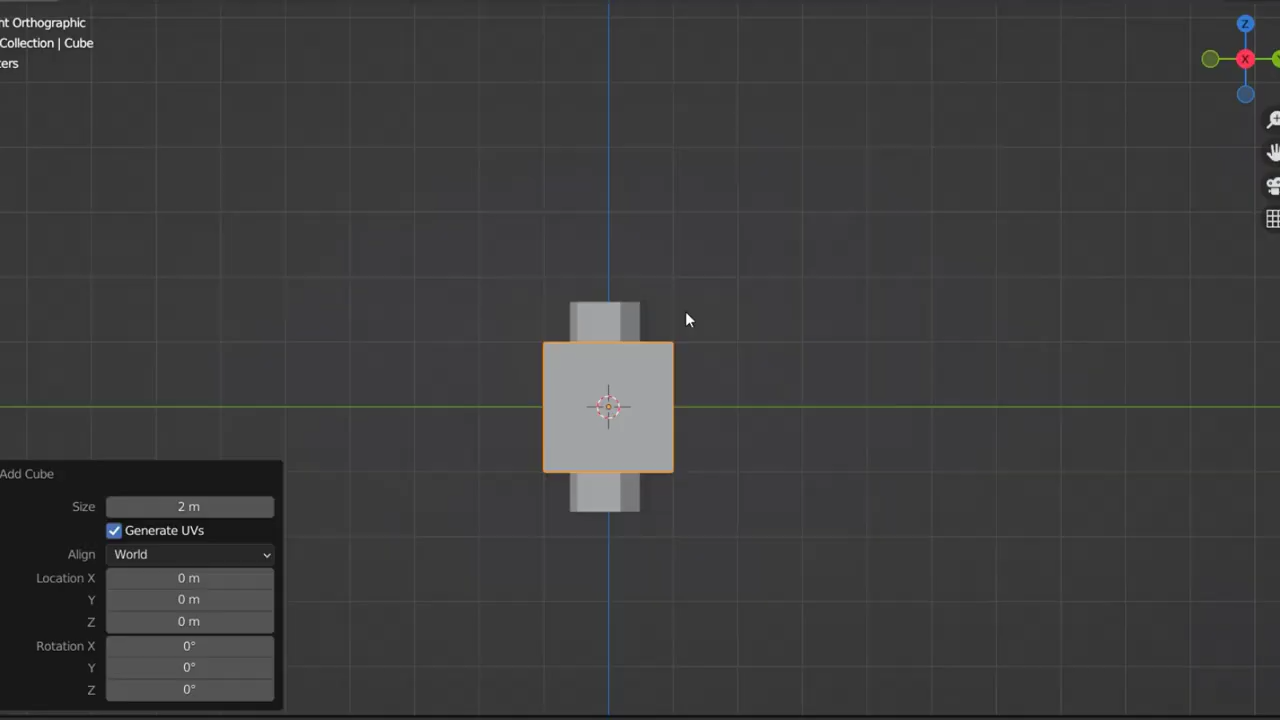 nt Orthographic
Collection | Cube
ters
Z
X
Add Cube
Size 2 m
Generate UVs
Align World
Location X 0 m
Y 0 m
Z 0 m
Rotation X 0°
Y 0°
Z 0°